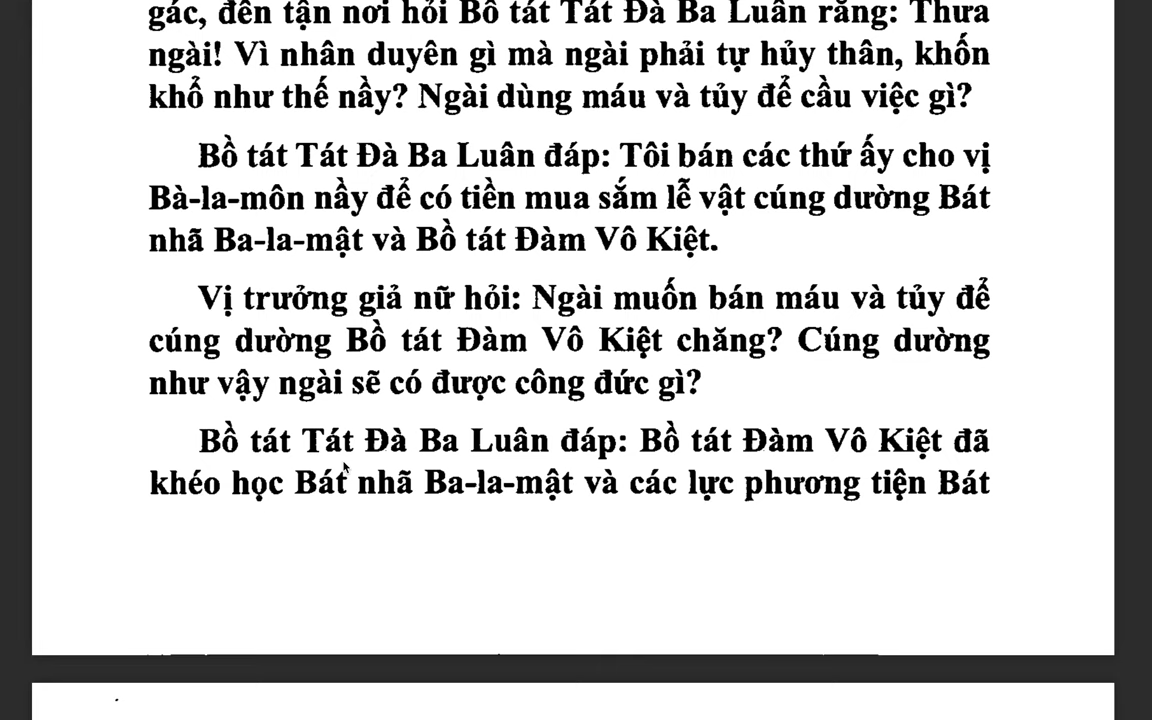 gác, đến tận nơi hỏi Bồ tát Tát Đà Ba Luân rằng: Thưa
ngài! Vì nhân duyên gì mà ngài phải tự hủy thân, khốn
khổ như thế nầy? Ngài dùng máu và tủy để cầu việc gì?
Bồ tát Tát Đà Ba Luân đáp: Tôi bán các thứ ấy cho vị
Bà-la-môn nầy để có tiền mua sắm lễ vật cúng dường Bát
nhã Ba-la-mật và Bồ tát Đàm Vô Kiệt.
Vị trưởng giả nữ hỏi: Ngài muốn bán máu và tủy để
cúng dường Bồ tát Đàm Vô Kiệt chăng? Cúng dường
như vậy ngài sẽ có được công đức gì?
Bồ tát Tát Đà Ba Luân đáp: Bồ tát Đàm Vô Kiệt đã
khéo học Bát nhã Ba-la-mật và các lực phương tiện Bát